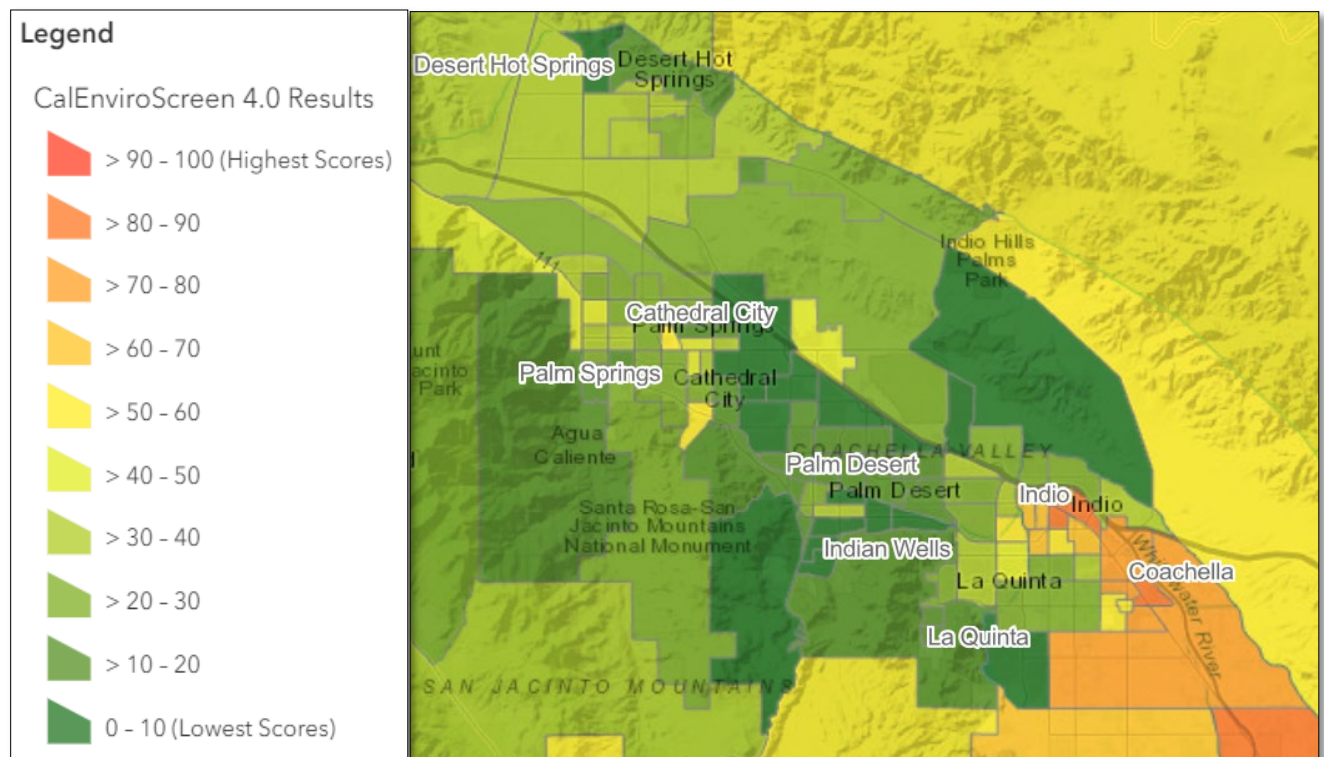 Legend
CalEnviroScreen 4.0 Results
> 90 - 100 (Highest Scores)
> 80 - 90
> 70 - 80
> 60 - 70
> 50 - 60
> 40 - 50
> 30 - 40
> 20 - 30
> 10 - 20
0 - 10 (Lowest Scores)
Desert Hot Springs
Desert Hot
Springs
Indio Hills
Palms
Park
111
Cathedral City
Palm Springs
unt
acinto
Park
Palm Springs
Cathedral
City
Agua
Caliente
COACHELLA VALLEY
Palm Desert
Palm Desert
Indio
Indio
Santa Rosa-San
Jacinto Mountains
National Monument
Indian Wells
Whitewater River
Coachella
La Quinta
La Quinta
SAN JACINTO MOUNTAINS